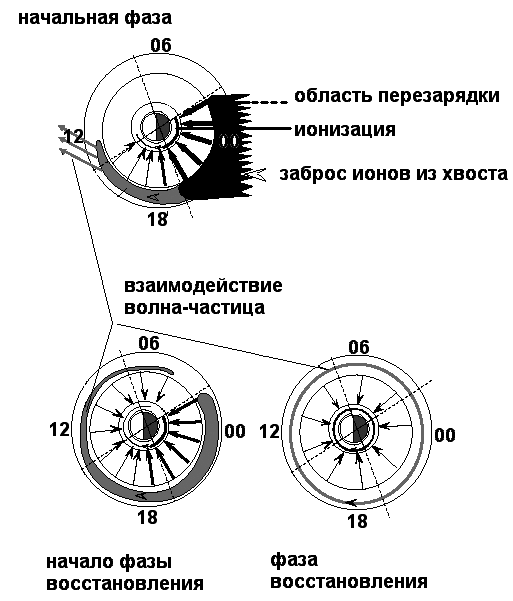 начальная фаза
06
область перезарядки
12
00
ионизация
заброс ионов из хвоста
18
взаимодействие
волна-частица
06
06
12
00
12
00
18
18
начало фазы
восстановления
фаза
восстановления